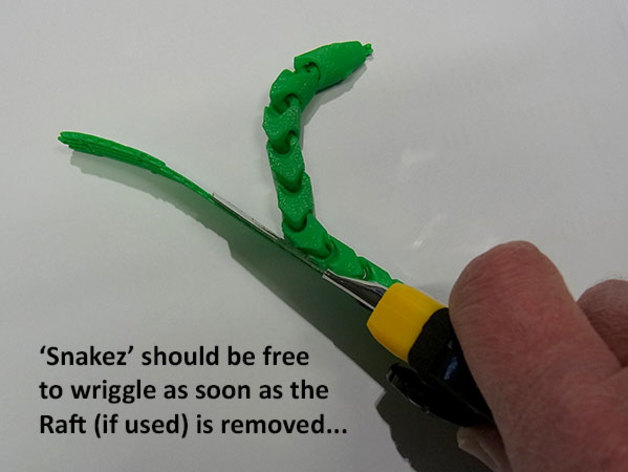 ‘Snakez’ should be free
to wriggle as soon as the
Raft (if used) is removed...